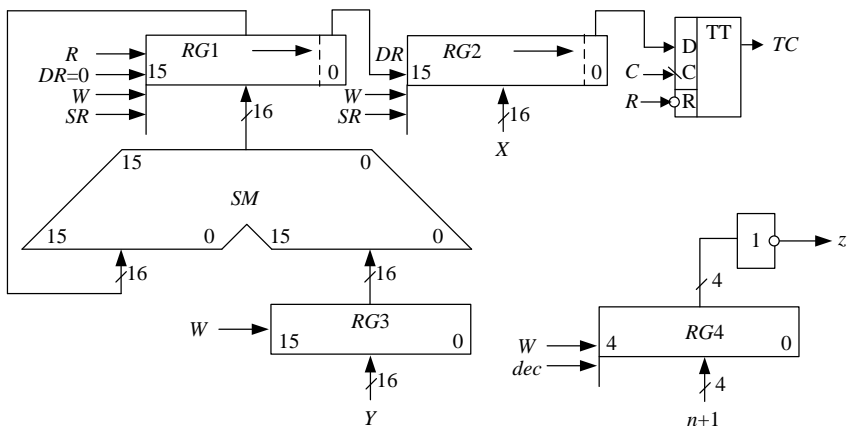 R
RG1
DR=0
15
0
W
SR
16
DR
RG2
15
0
W
SR
16
X
D
TT
TC
C
C
R
R
15
0
SM
15
0
15
0
16
16
W
RG3
15
0
16
Y
1
z
4
RG4
W
4
0
dec
4
n+1